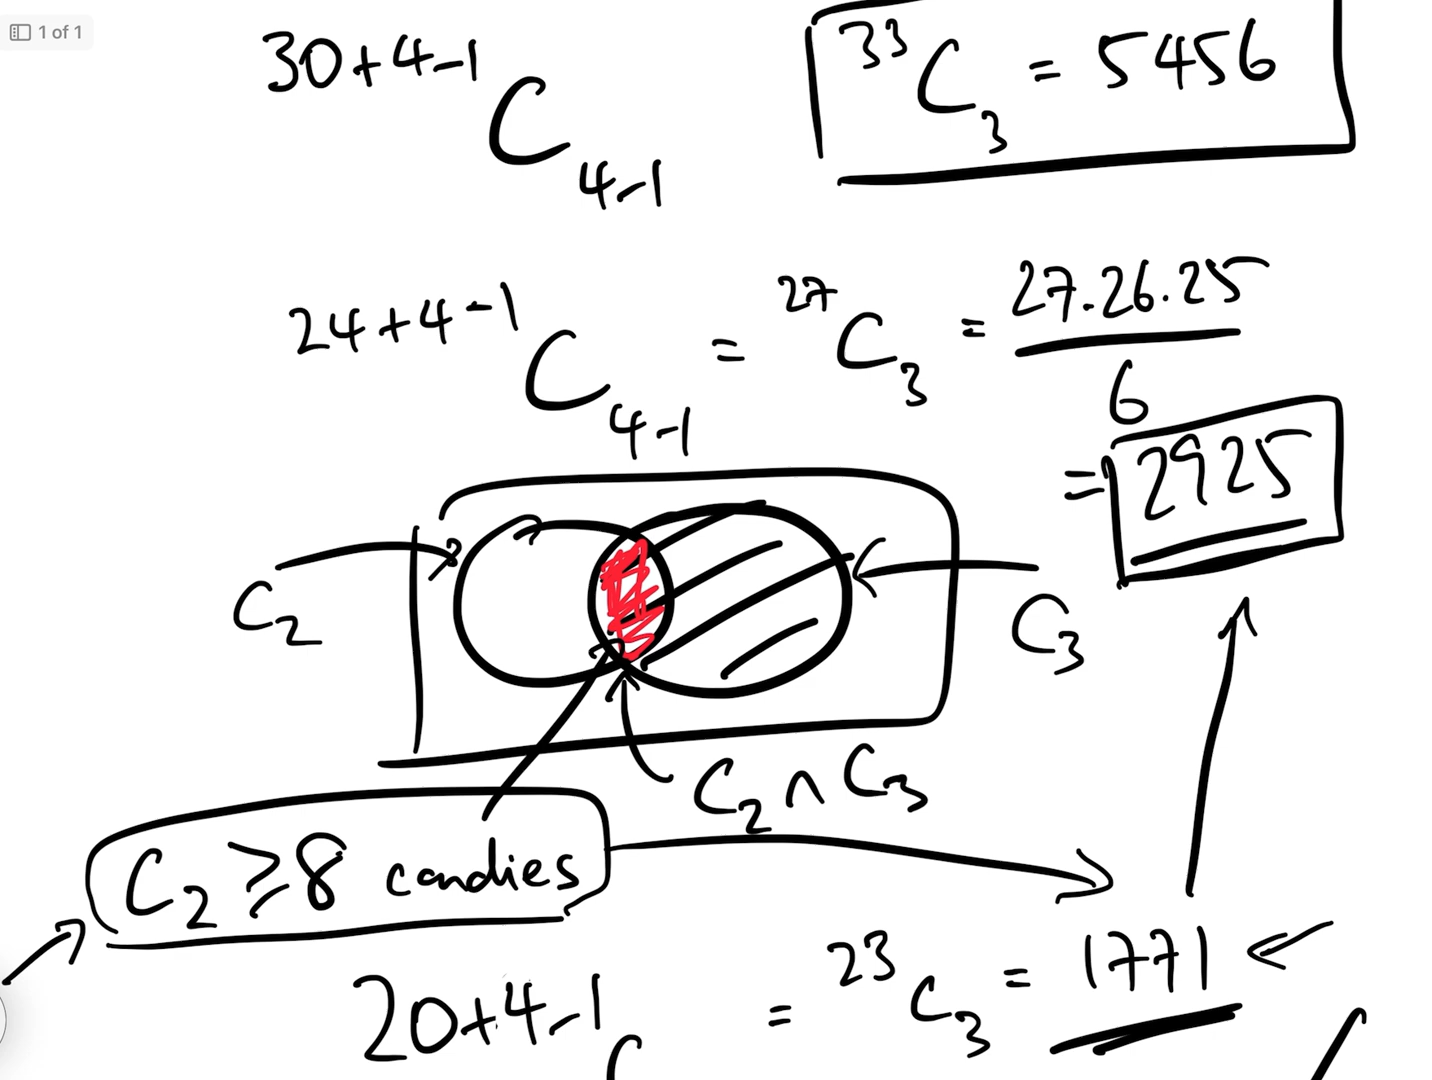 1 of 1
30+4-1 C 4-1
33 C 3 = 5456
24+4-1 C 4-1 = 27 C 3 = 27.26.25
6
= 2925
C2
C3
C2 ∩ C3
C2 ≥ 8 candies
20+4-1 C = 23 C 3 = 1771